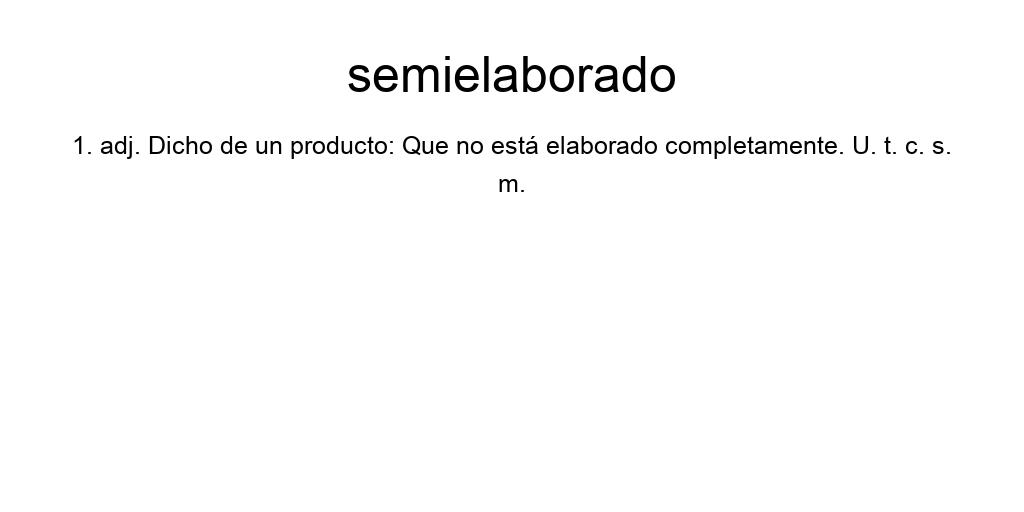 semielaborado
1. adj. Dicho de un producto: Que no está elaborado completamente. U. t. c. s.
m.